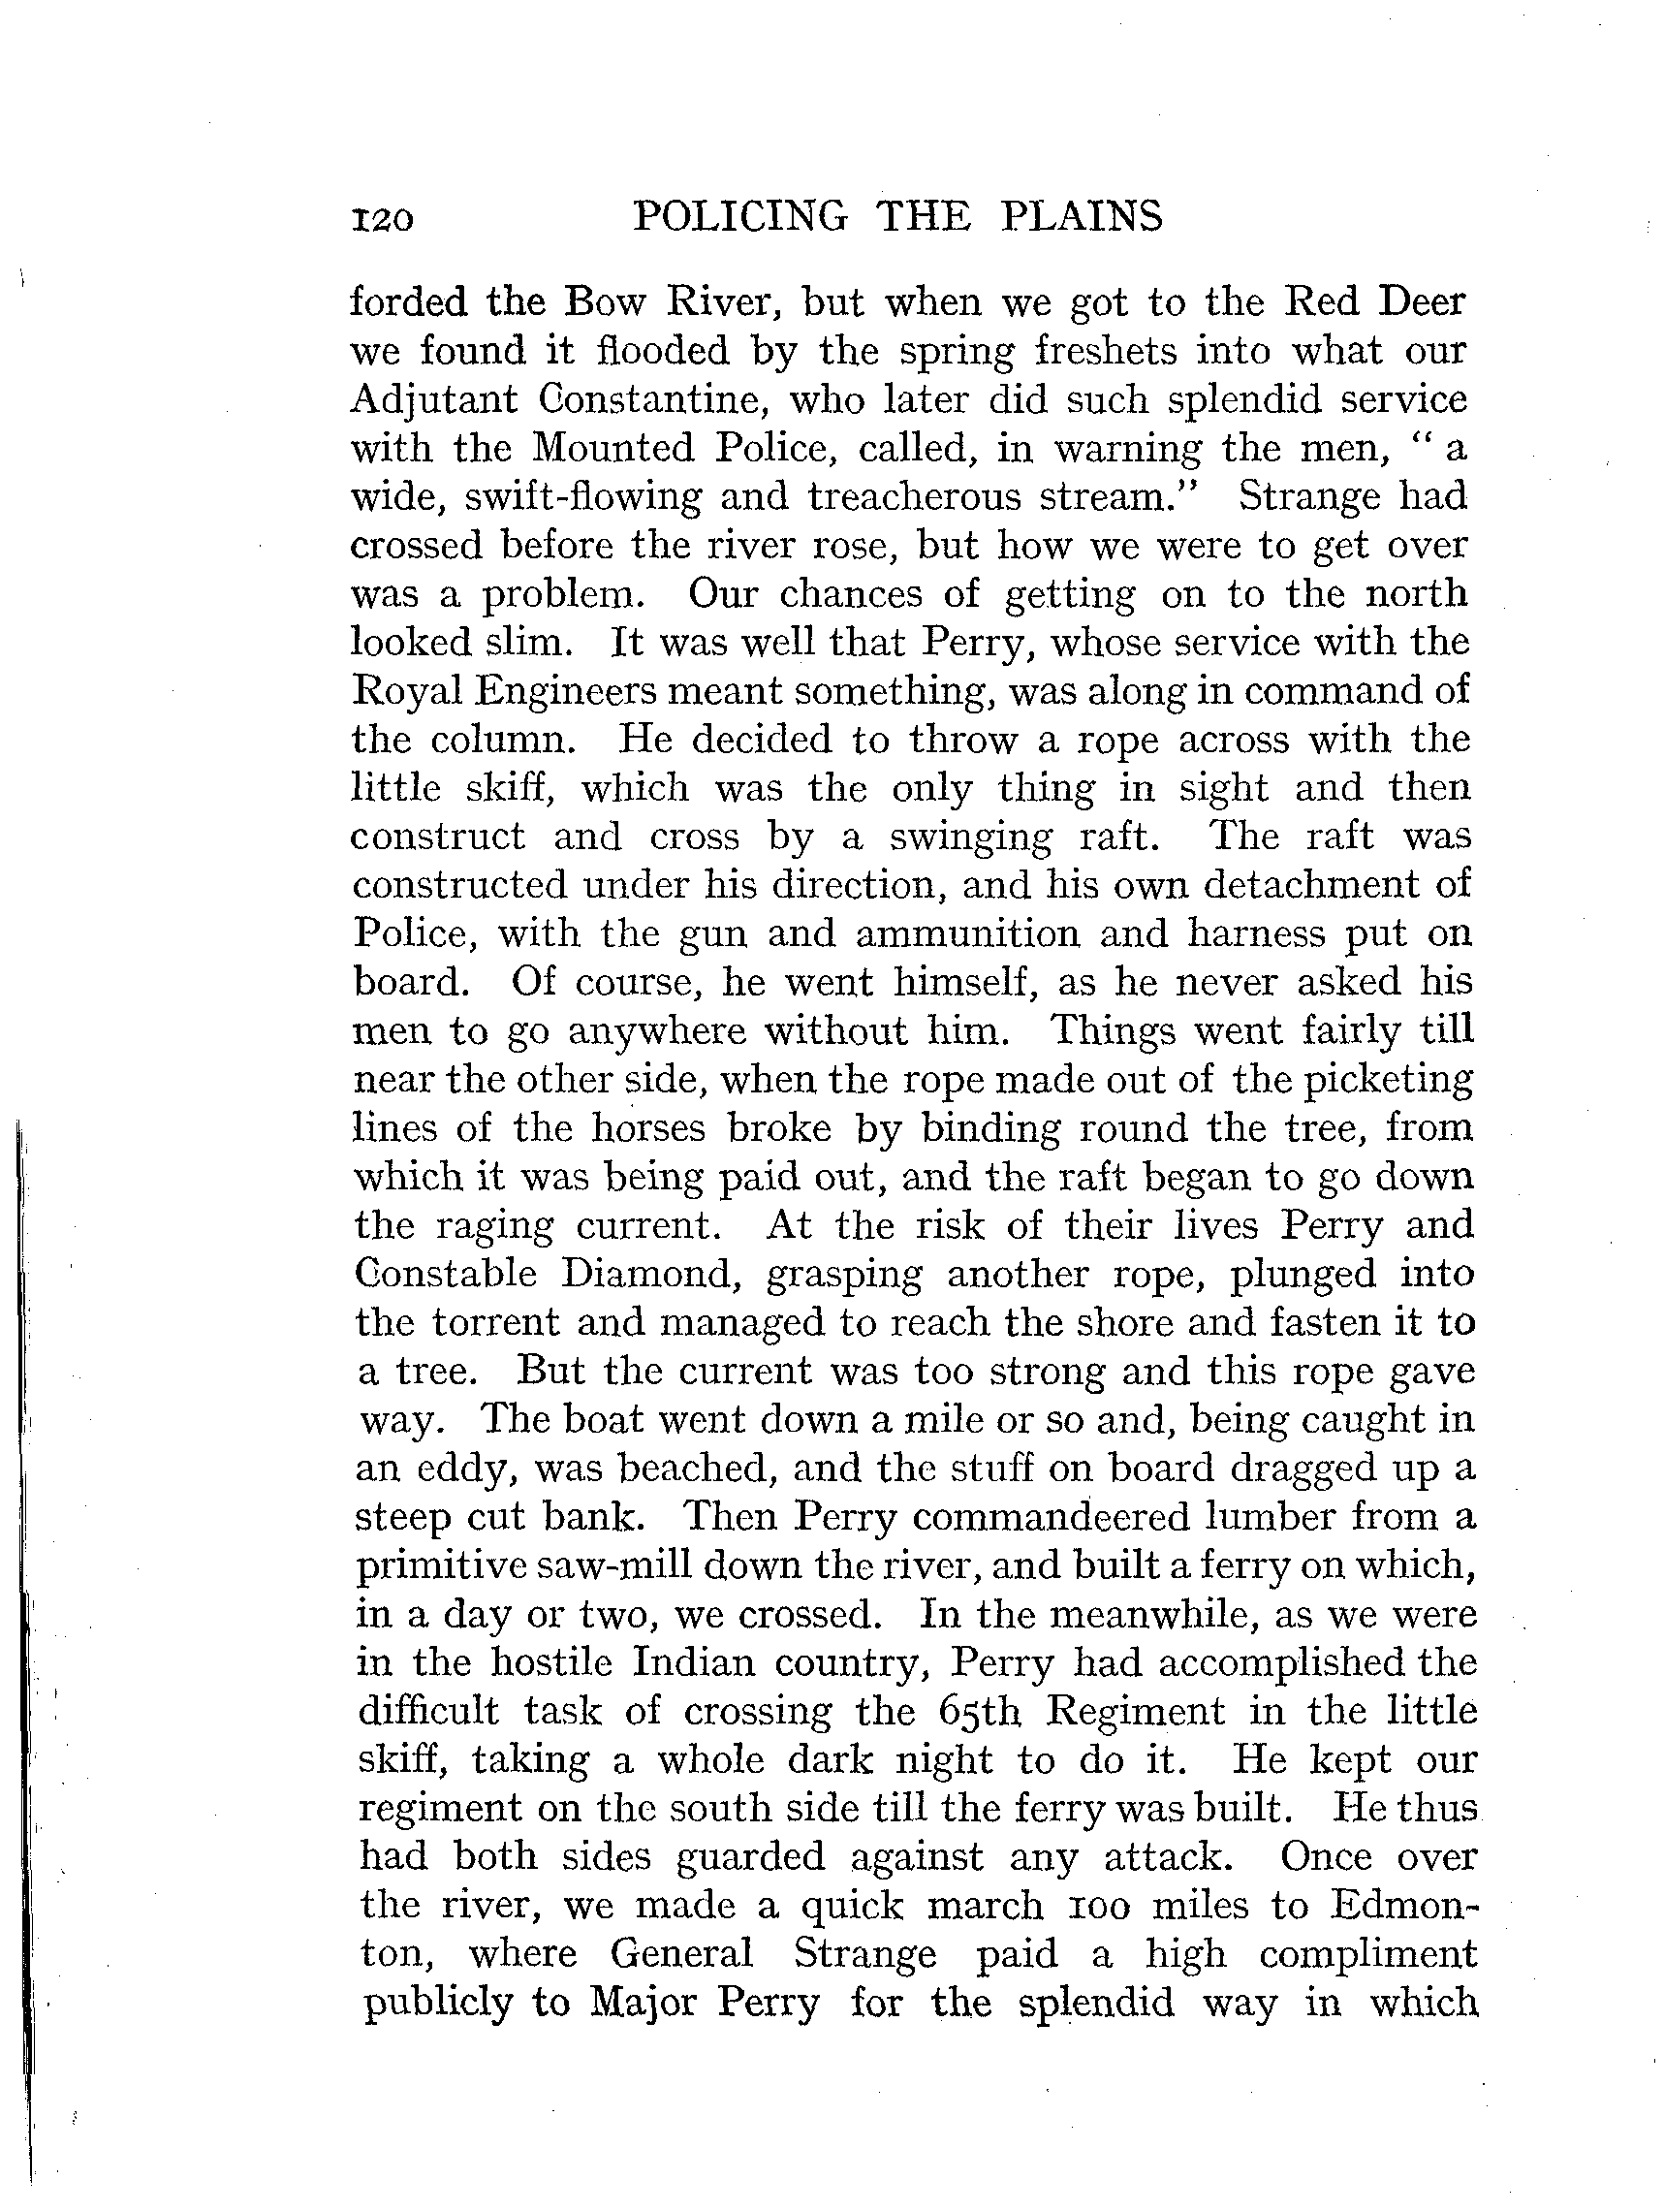 120 POLICING THE PLAINS
forded the Bow River, but when we got to the Red Deer
we found it flooded by the spring freshets into what our
Adjutant Constantine, who later did such splendid service
with the Mounted Police, called, in warning the men, " a
wide, swift-flowing and treacherous stream." Strange had
crossed before the river rose, but how we were to get over
was a problem. Our chances of getting on to the north
looked slim. It was well that Perry, whose service with the
Royal Engineers meant something, was along in command of
the column. He decided to throw a rope across with the
little skiff, which was the only thing in sight and then
construct and cross by a swinging raft. The raft was
constructed under his direction, and his own detachment of
Police, with the gun and ammunition and harness put on
board. Of course, he went himself, as he never asked his
men to go anywhere without him. Things went fairly till
near the other side, when the rope made out of the picketing
lines of the horses broke by binding round the tree, from
which it was being paid out, and the raft began to go down
the raging current. At the risk of their lives Perry and
Constable Diamond, grasping another rope, plunged into
the torrent and managed to reach the shore and fasten it to
a tree. But the current was too strong and this rope gave
way. The boat went down a mile or so and, being caught in
an eddy, was beached, and the stuff on board dragged up a
steep cut bank. Then Perry commandeered lumber from a
primitive saw-mill down the river, and built a ferry on which,
in a day or two, we crossed. In the meanwhile, as we were
in the hostile Indian country, Perry had accomplished the
difficult task of crossing the 65th Regiment in the little
skiff, taking a whole dark night to do it. He kept our
regiment on the south side till the ferry was built. He thus
had both sides guarded against any attack. Once over
the river, we made a quick march 100 miles to Edmon-
ton, where General Strange paid a high compliment
publicly to Major Perry for the splendid way in which